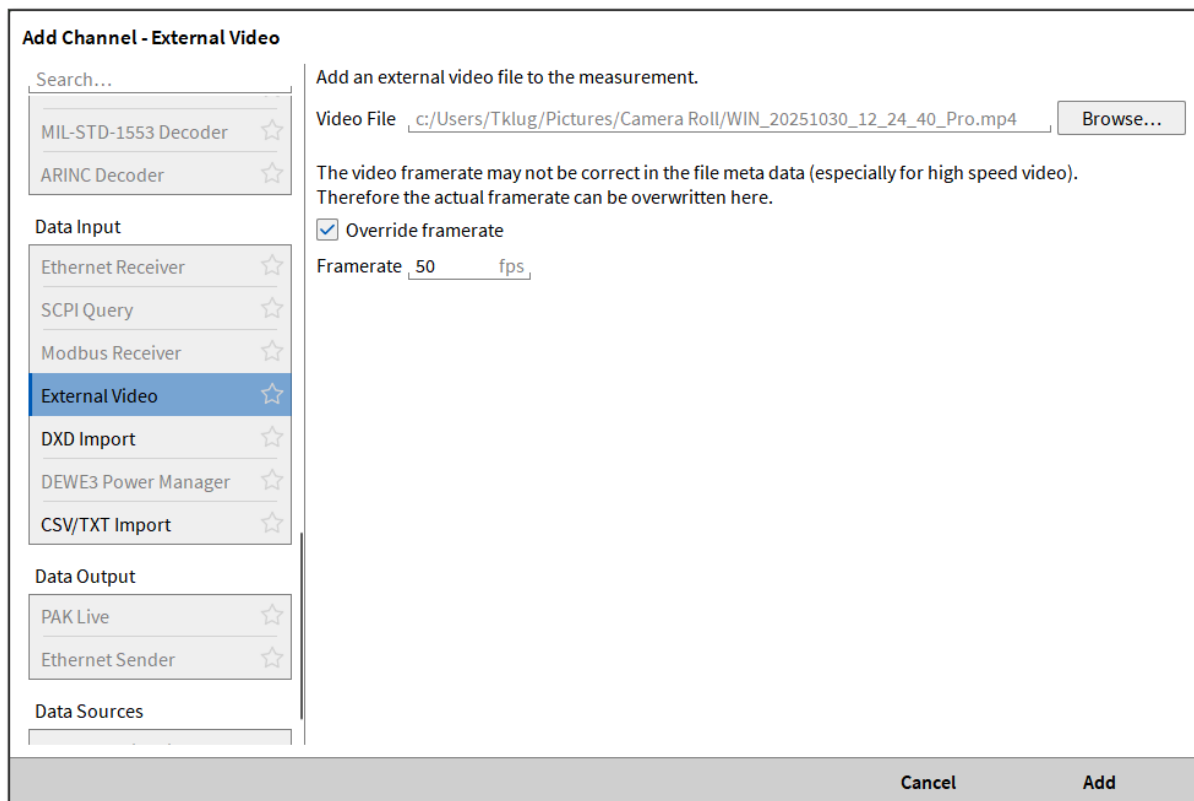 Add Channel - External Video
Search...
MIL-STD-1553 Decoder
ARINC Decoder
Data Input
Ethernet Receiver
SCPI Query
Modbus Receiver
External Video
DXD Import
DEWE3 Power Manager
CSV/TXT Import
Data Output
PAK Live
Ethernet Sender
Data Sources
Add an external video file to the measurement.
Video File c:/Users/Tklug/Pictures/Camera Roll/WIN_20251030_12_24_40_Pro.mp4 Browse...
The video framerate may not be correct in the file meta data (especially for high speed video).
Therefore the actual framerate can be overwritten here.
Override framerate
Framerate 50 fps
Cancel Add